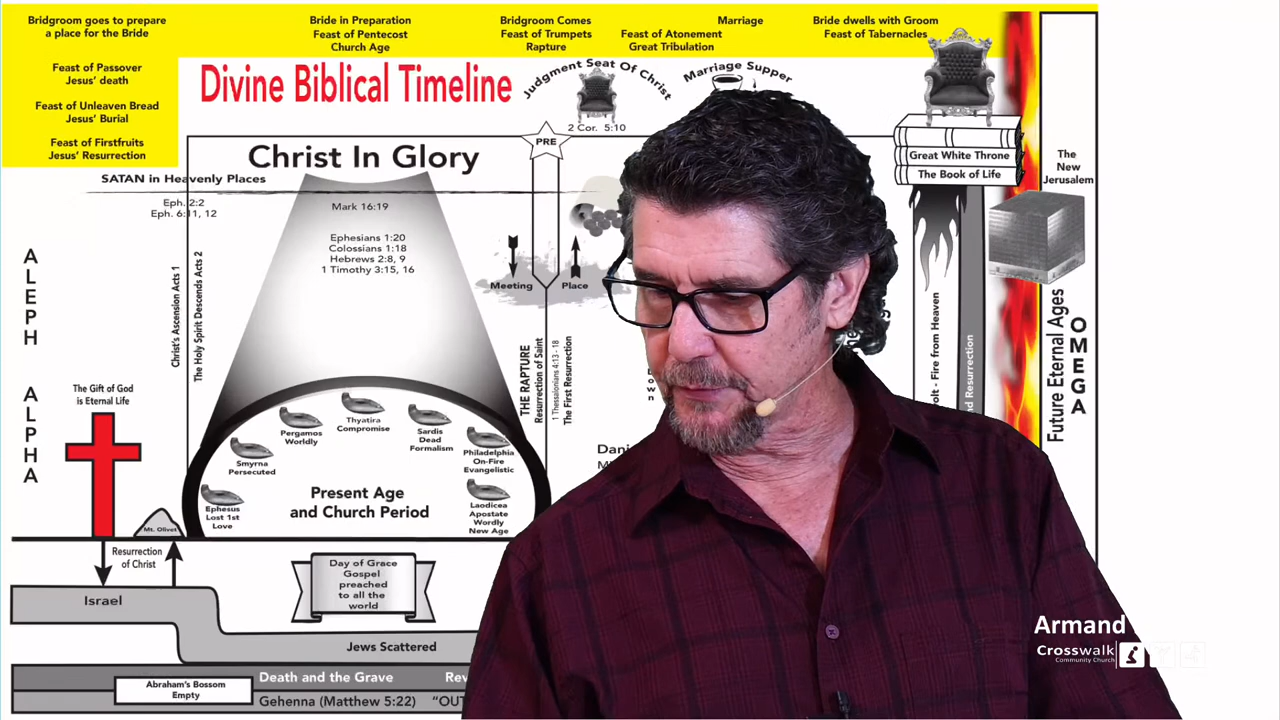 Bridgroom goes to prepare
a place for the Bride
Feast of Passover
Jesus' death
Feast of Unleaven Bread
Jesus' Burial
Feast of Firstfruits
Jesus' Resurrection
Bride in Preparation
Feast of Pentecost
Church Age
Bridgroom Comes
Feast of Trumpets
Rapture
Marriage
Feast of Atonement
Great Tribulation
Bride dwells with Groom
Feast of Tabernacles
Divine Biblical Timeline
Judgment Seat Of Christ
2 Cor. 5:10
Marriage Supper
PRE
Christ In Glory
SATAN in Heavenly Places
Eph. 2:2
Eph. 6:11, 12
Mark 16:19
Ephesians 1:20
Colossians 1:18
Hebrews 2:8, 9
1 Timothy 3:15, 16
Great White Throne
The Book of Life
The
New
Jerusalem
ALEPH
ALPHA
Christ's Ascension Acts 1
The Holy Spirit Descends Acts 2
Meeting
Place
THE RAPTURE
Resurrection of Saint
1 Thessalonians 4:13 - 18
The First Resurrection
Fire from Heaven
Resurrection
Future Eternal Ages
OMEGA
The Gift of God
is Eternal Life
Ephesus
Lost 1st
Love
Smyrna
Persecuted
Pergamos
Worldly
Thyatira
Compromise
Sardis
Dead
Formalism
Philadelphia
On-Fire
Evangelistic
Laodicea
Apostate
Wordly
New Age
Present Age
and Church Period
Mt. Olivet
Resurrection
of Christ
Israel
Day of Grace
Gospel
preached
to all the
world
Jews Scattered
Abraham's Bossom
Empty
Death and the Grave
Gehenna (Matthew 5:22)
Armand
Crosswalk
Community Church